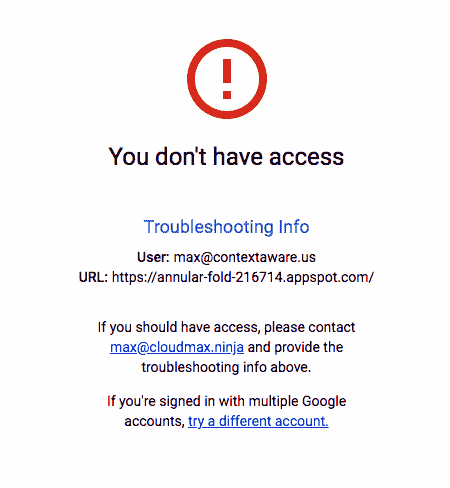 You don't have access
Troubleshooting Info
User: max@contextaware.us
URL: https://annular-fold-216714.appspot.com/
If you should have access, please contact
max@cloudmax.ninja and provide the
troubleshooting info above.
If you're signed in with multiple Google
accounts, try a different account.